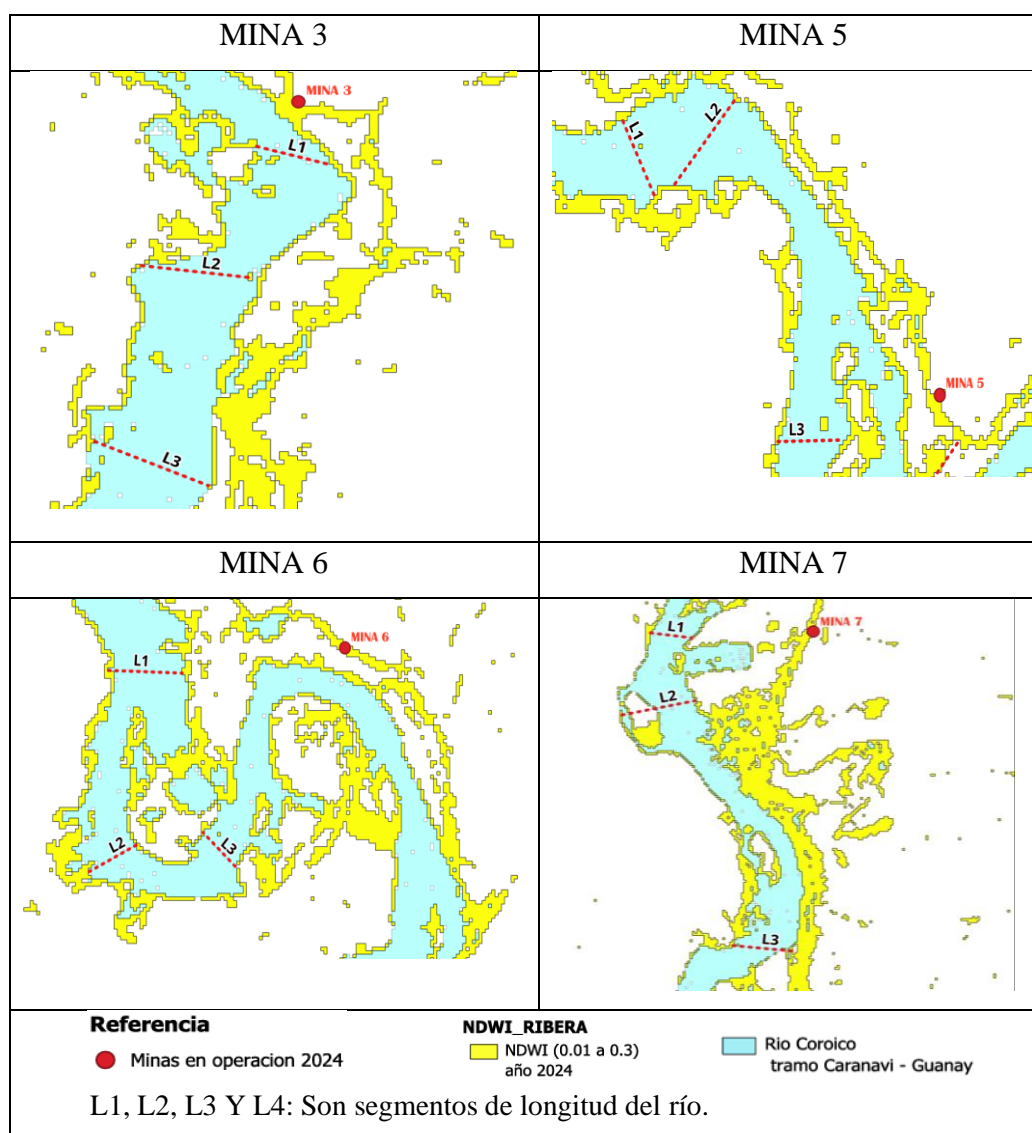 MINA 3
MINA 5
MINA 3
L1
L2
L3
L1
L2
L3
MINA 5
MINA 6
MINA 7
MINA 6
L1
L2
L3
MINA 7
L1
L2
L3
Referencia
Minas en operacion 2024
NDWI_RIBERA
NDWI (0.01 a 0.3)
año 2024
Rio Coroico
tramo Caranavi - Guanay
L1, L2, L3 Y L4: Son segmentos de longitud del río.